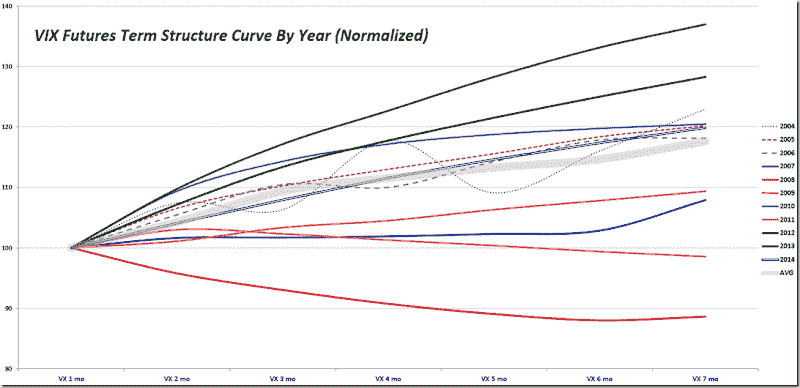 VIX Futures Term Structure Curve By Year (Normalized)
140
130
120
110
100
90
80
VX 1 mo
VX 2 mo
VX 3 mo
VX 4 mo
VX 5 mo
VX 6 mo
VX 7 mo
2004
2005
2006
2007
2008
2009
2010
2011
2012
2013
2014
AVG